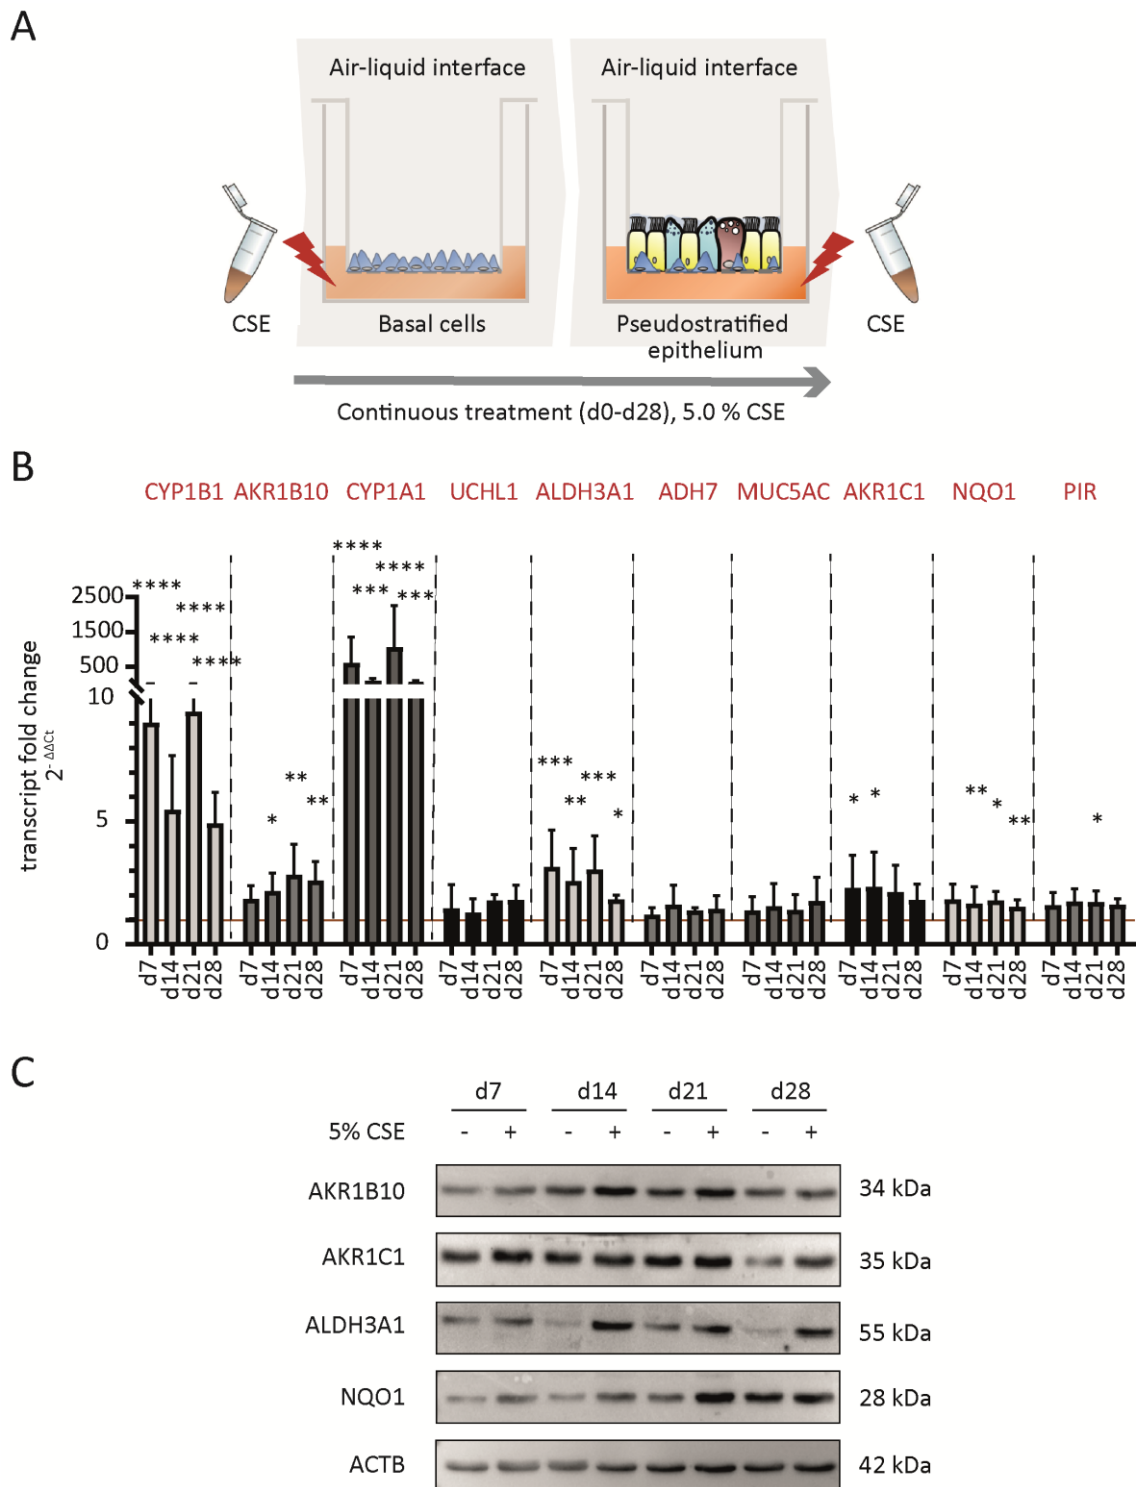 A
Air-liquid interface
Air-liquid interface
CSE
Basal cells
Pseudostratified
epithelium
CSE
Continuous treatment (d0-d28), 5.0 % CSE
B
CYP1B1 AKR1B10 CYP1A1 UCHL1 ALDH3A1 ADH7 MUC5AC AKR1C1 NQO1 PIR
**** **** **** ****
* ** **
**** *** **** ***
*** ** *** *
* *
** * **
*
transcript fold change
2^-ΔΔCt
2500
1500
500
10
5
0
d7 d14 d21 d28 d7 d14 d21 d28 d7 d14 d21 d28 d7 d14 d21 d28 d7 d14 d21 d28 d7 d14 d21 d28 d7 d14 d21 d28 d7 d14 d21 d28 d7 d14 d21 d28 d7 d14 d21 d28
C
d7 d14 d21 d28
5% CSE - + - + - + - +
AKR1B10 34 kDa
AKR1C1 35 kDa
ALDH3A1 55 kDa
NQO1 28 kDa
ACTB 42 kDa